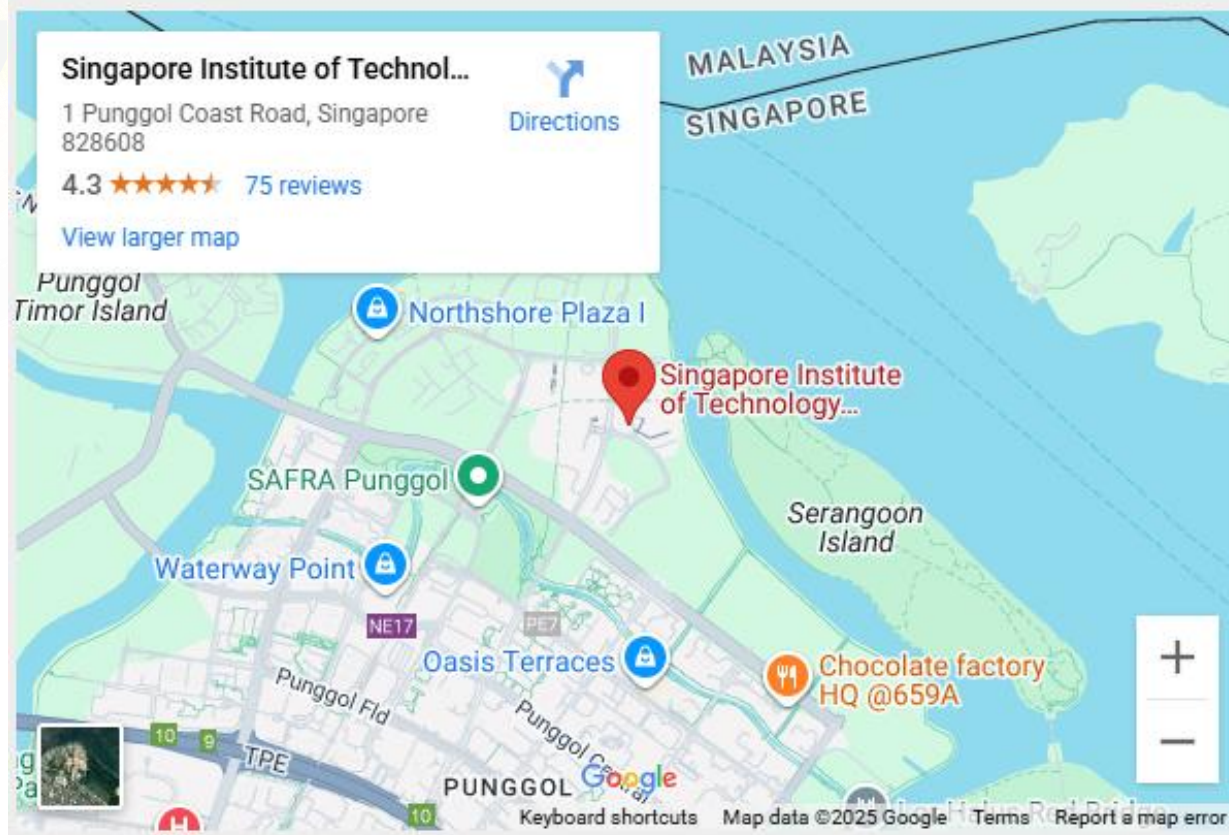 Singapore Institute of Technol...
1 Punggol Coast Road, Singapore
828608
4.3
75 reviews
View larger map
Directions
MALAYSIA
SINGAPORE
Punggol
Timor Island
Northshore Plaza I
Singapore Institute
of Technology...
SAFRA Punggol
Serangoon
Island
Waterway Point
NE17
PE7
Oasis Terraces
Chocolate factory
HQ @659A
Punggol Fld
Punggol Central
10
9
TPE
PUNGGOL
Google
10
Keyboard shortcuts
Map data ©2025 Google
Terms
Report a map error